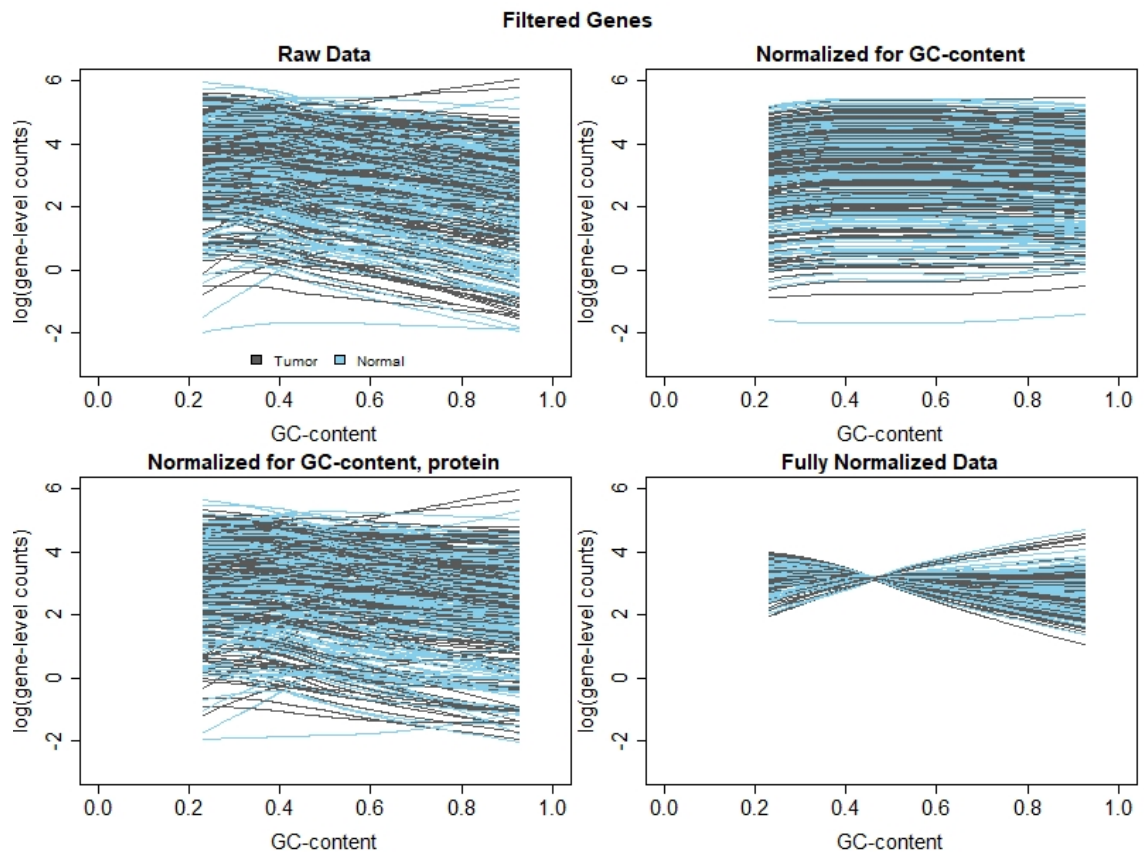 Filtered Genes
Raw Data
6
4
2
0
-2
log(gene-level counts)
Tumor Normal
0.0 0.2 0.4 0.6 0.8 1.0
GC-content
Normalized for GC-content
6
4
2
0
-2
log(gene-level counts)
0.0 0.2 0.4 0.6 0.8 1.0
GC-content
Normalized for GC-content, protein
6
4
2
0
-2
log(gene-level counts)
0.0 0.2 0.4 0.6 0.8 1.0
GC-content
Fully Normalized Data
6
4
2
0
-2
log(gene-level counts)
0.0 0.2 0.4 0.6 0.8 1.0
GC-content